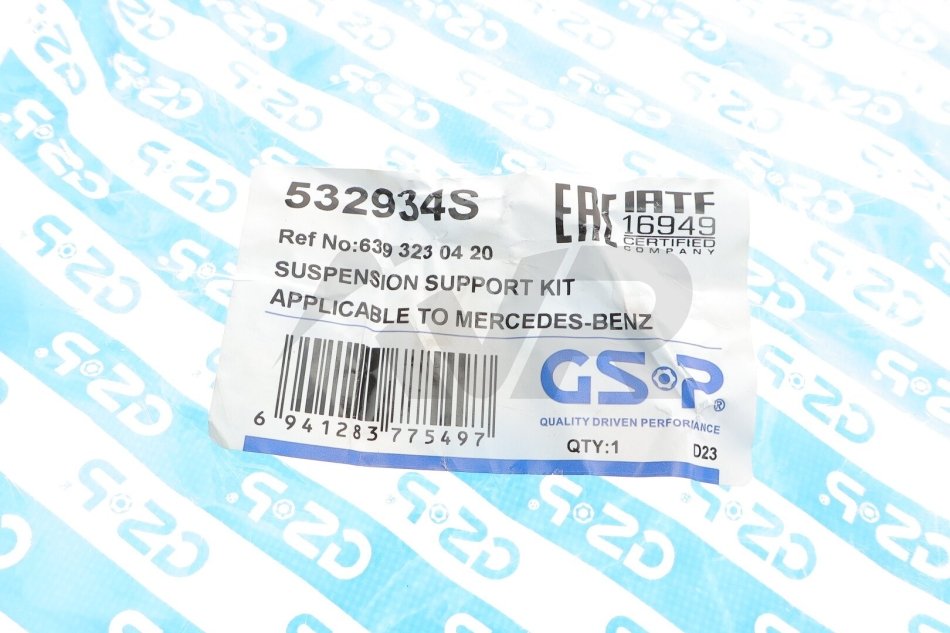 532934S
EAC
IATF
16949
CERTIFIED
COMPANY
Ref No:639 323 04 20
SUSPENSION SUPPORT KIT
APPLICABLE TO MERCEDES-BENZ
6 941283 775497
GSP®
QUALITY DRIVEN PERFORMANCE
QTY:1
D23